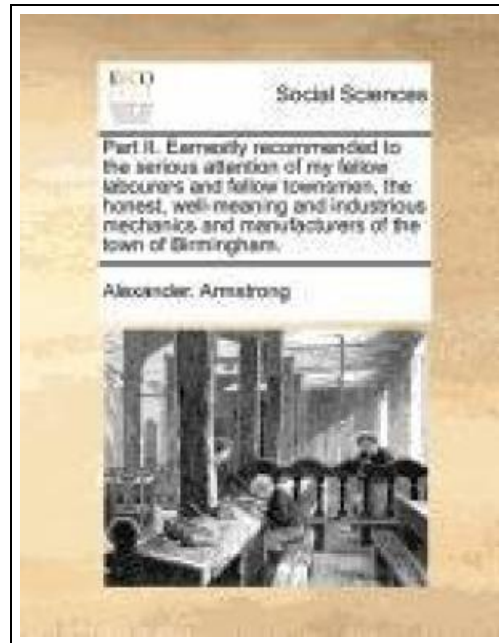 ECCO
Social Sciences
Part II. Earnestly recommended to
the serious attention of my fellow
labourers and fellow townsmen, the
honest, well-meaning and industrious
mechanics and manufacturers of the
town of Birmingham.
Alexander. Armstrong